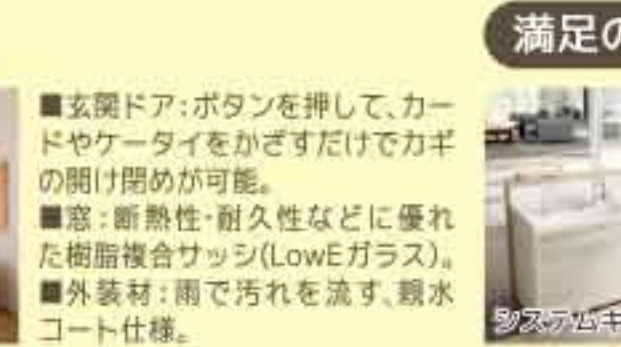 満足の
■玄関ドア:ボタンを押して、カー
ドやケータイをかざすだけでカギ
の開け閉めが可能。
■窓:断熱性・耐久性などに優れ
た樹脂複合サッシ(LowEガラス)。
■外装材:雨で汚れを流す、親水
コート仕様。
システムキ